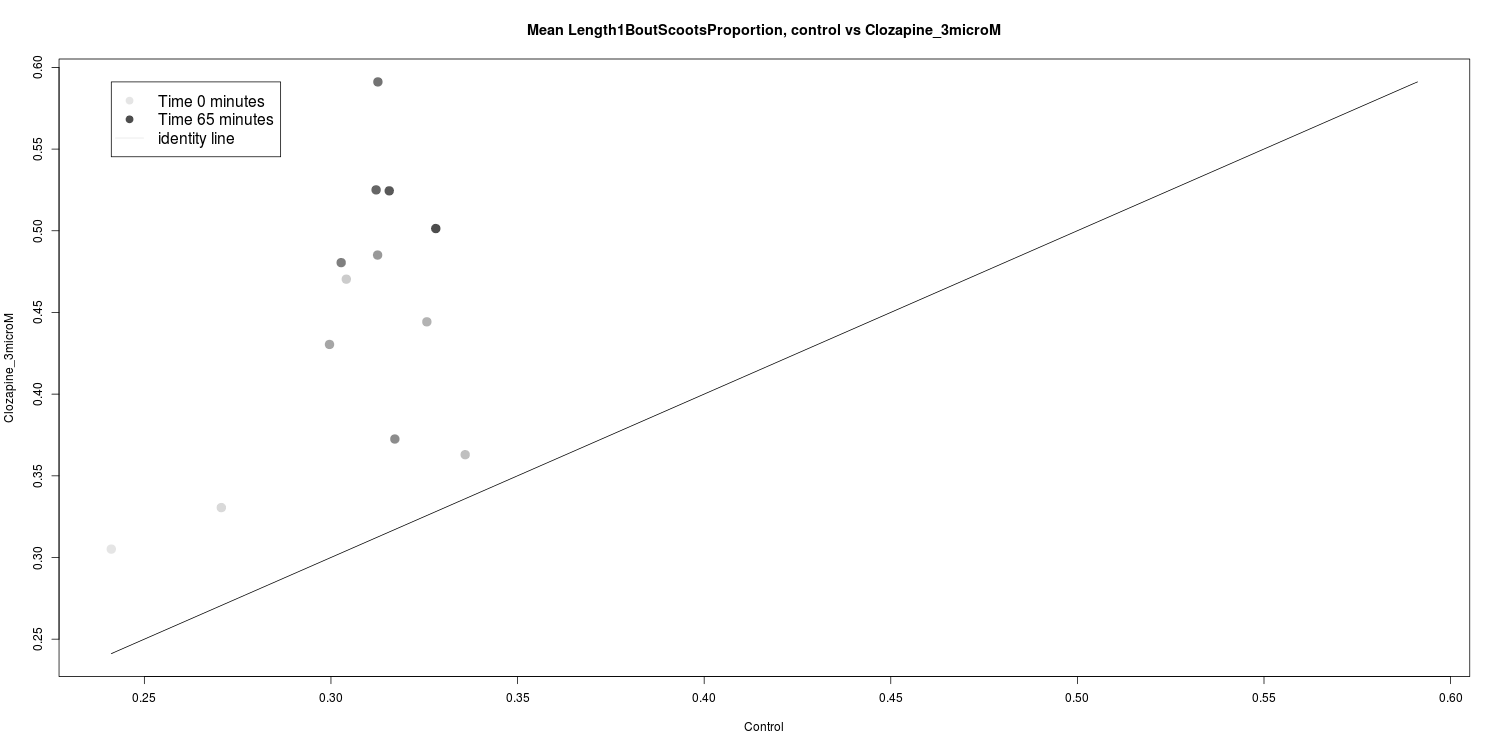 Mean Length1BoutScootsProportion, control vs Clozapine_3microM
Time 0 minutes
Time 65 minutes
identity line
Clozapine_3microM
0.60
0.55
0.50
0.45
0.40
0.35
0.30
0.25
0.25 0.30 0.35 0.40 0.45 0.50 0.55 0.60
Control